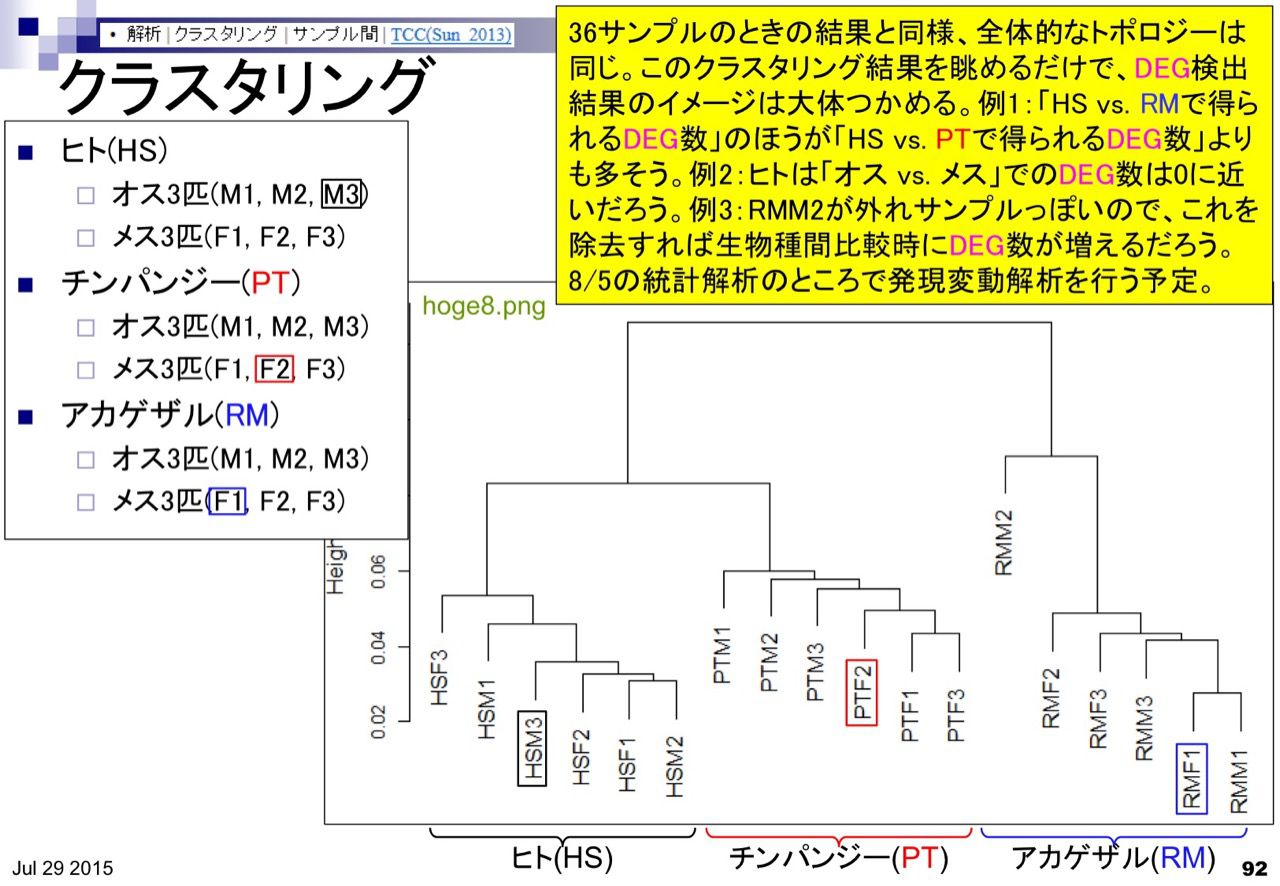 • 解析 | クラスタリング | サンプル間 | TCC(Sun_2013)
クラスタリング
36サンプルのときの結果と同様、全体的なトポロジーは
同じ。このクラスタリング結果を眺めるだけで、DEG検出
結果のイメージは大体つかめる。例1:「HS vs. RMで得ら
れるDEG数」のほうが「HS vs. PTで得られるDEG数」より
も多そう。例2:ヒトは「オス vs. メス」でのDEG数は0に近
いだろう。例3:RMM2が外れサンプルっぽいので、これを
除去すれば生物種間比較時にDEG数が増えるだろう。
8/5の統計解析のところで発現変動解析を行う予定。
ヒト(HS)
オス3匹(M1, M2, M3)
メス3匹(F1, F2, F3)
チンパンジー(PT)
オス3匹(M1, M2, M3)
メス3匹(F1, F2, F3)
アカゲザル(RM)
オス3匹(M1, M2, M3)
メス3匹(F1, F2, F3)
hoge8.png
0.06
0.04
0.02
HSF3
HSM1
HSM3
HSF2
HSF1
HSM2
PTM1
PTM2
PTM3
PTF2
PTF1
PTF3
RMM2
RMF2
RMF3
RMM3
RMF1
RMM1
ヒト(HS)
チンパンジー(PT)
アカゲザル(RM)
Jul 29 2015
92